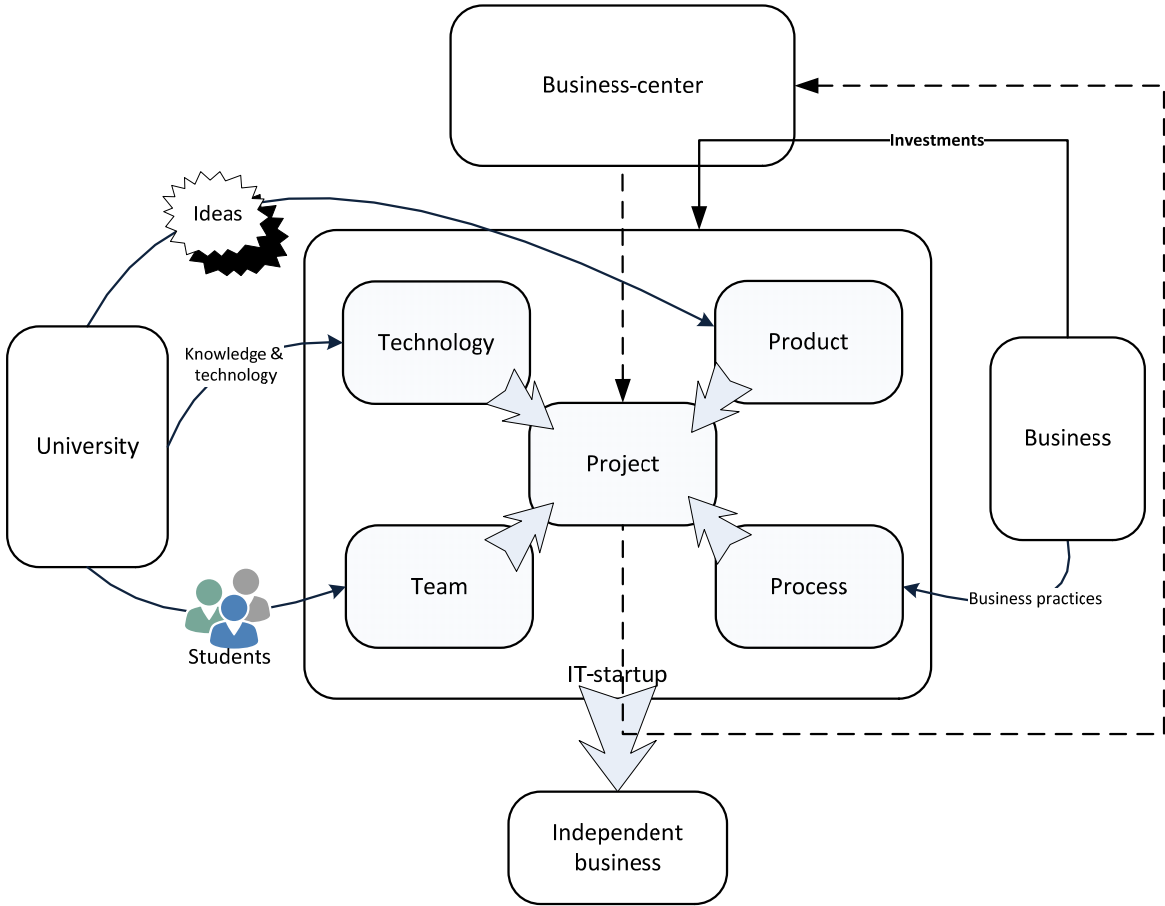 Business-center
Investments
Ideas
Technology
Product
Knowledge &
technology
University
Project
Business
Team
Process
Business practices
Students
IT-startup
Independent
business